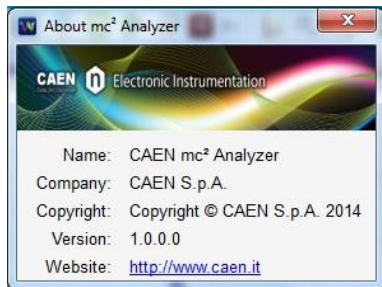 About mc² Analyzer
CAEN n Electronic Instrumentation
Name: CAEN mc² Analyzer
Company: CAEN S.p.A.
Copyright: Copyright © CAEN S.p.A. 2014
Version: 1.0.0.0
Website: http://www.caen.it